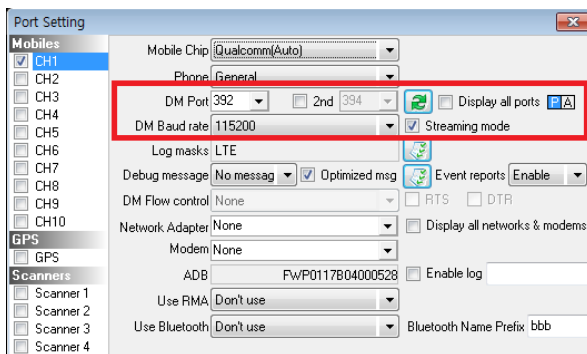 Port Setting
Mobiles
CH1
CH2
CH3
CH4
CH5
CH6
CH7
CH8
CH9
CH10
GPS
GPS
Scanners
Scanner 1
Scanner 2
Scanner 3
Scanner 4
Mobile Chip Qualcomm(Auto)
Phone General
DM Port 392 2nd 394 Display all ports P A
DM Baud rate 115200 Streaming mode
Log masks LTE
Debug message No messag Optimized msg Event reports Enable
DM Flow control None RTS DTR
Network Adapter None Display all networks & modems
Modem None
ADB FWP0117B04000528 Enable log
Use RMA Don't use
Use Bluetooth Don't use Bluetooth Name Prefix bbb